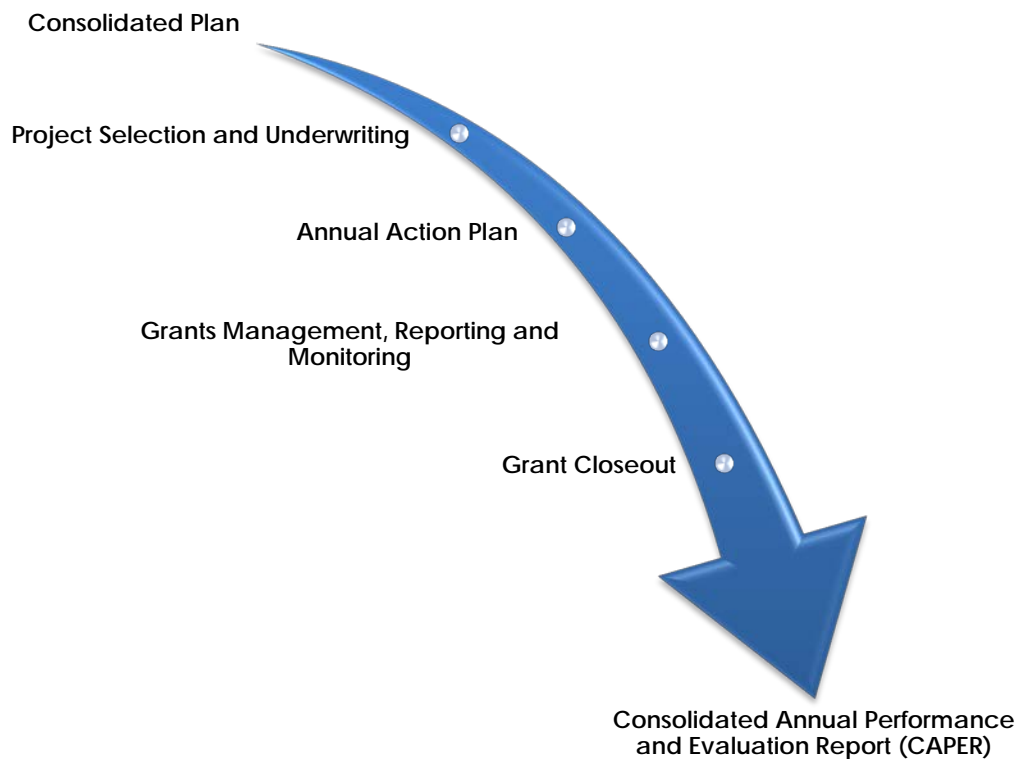 Consolidated Plan
Project Selection and Underwriting
Annual Action Plan
Grants Management, Reporting and
Monitoring
Grant Closeout
Consolidated Annual Performance
and Evaluation Report (CAPER)